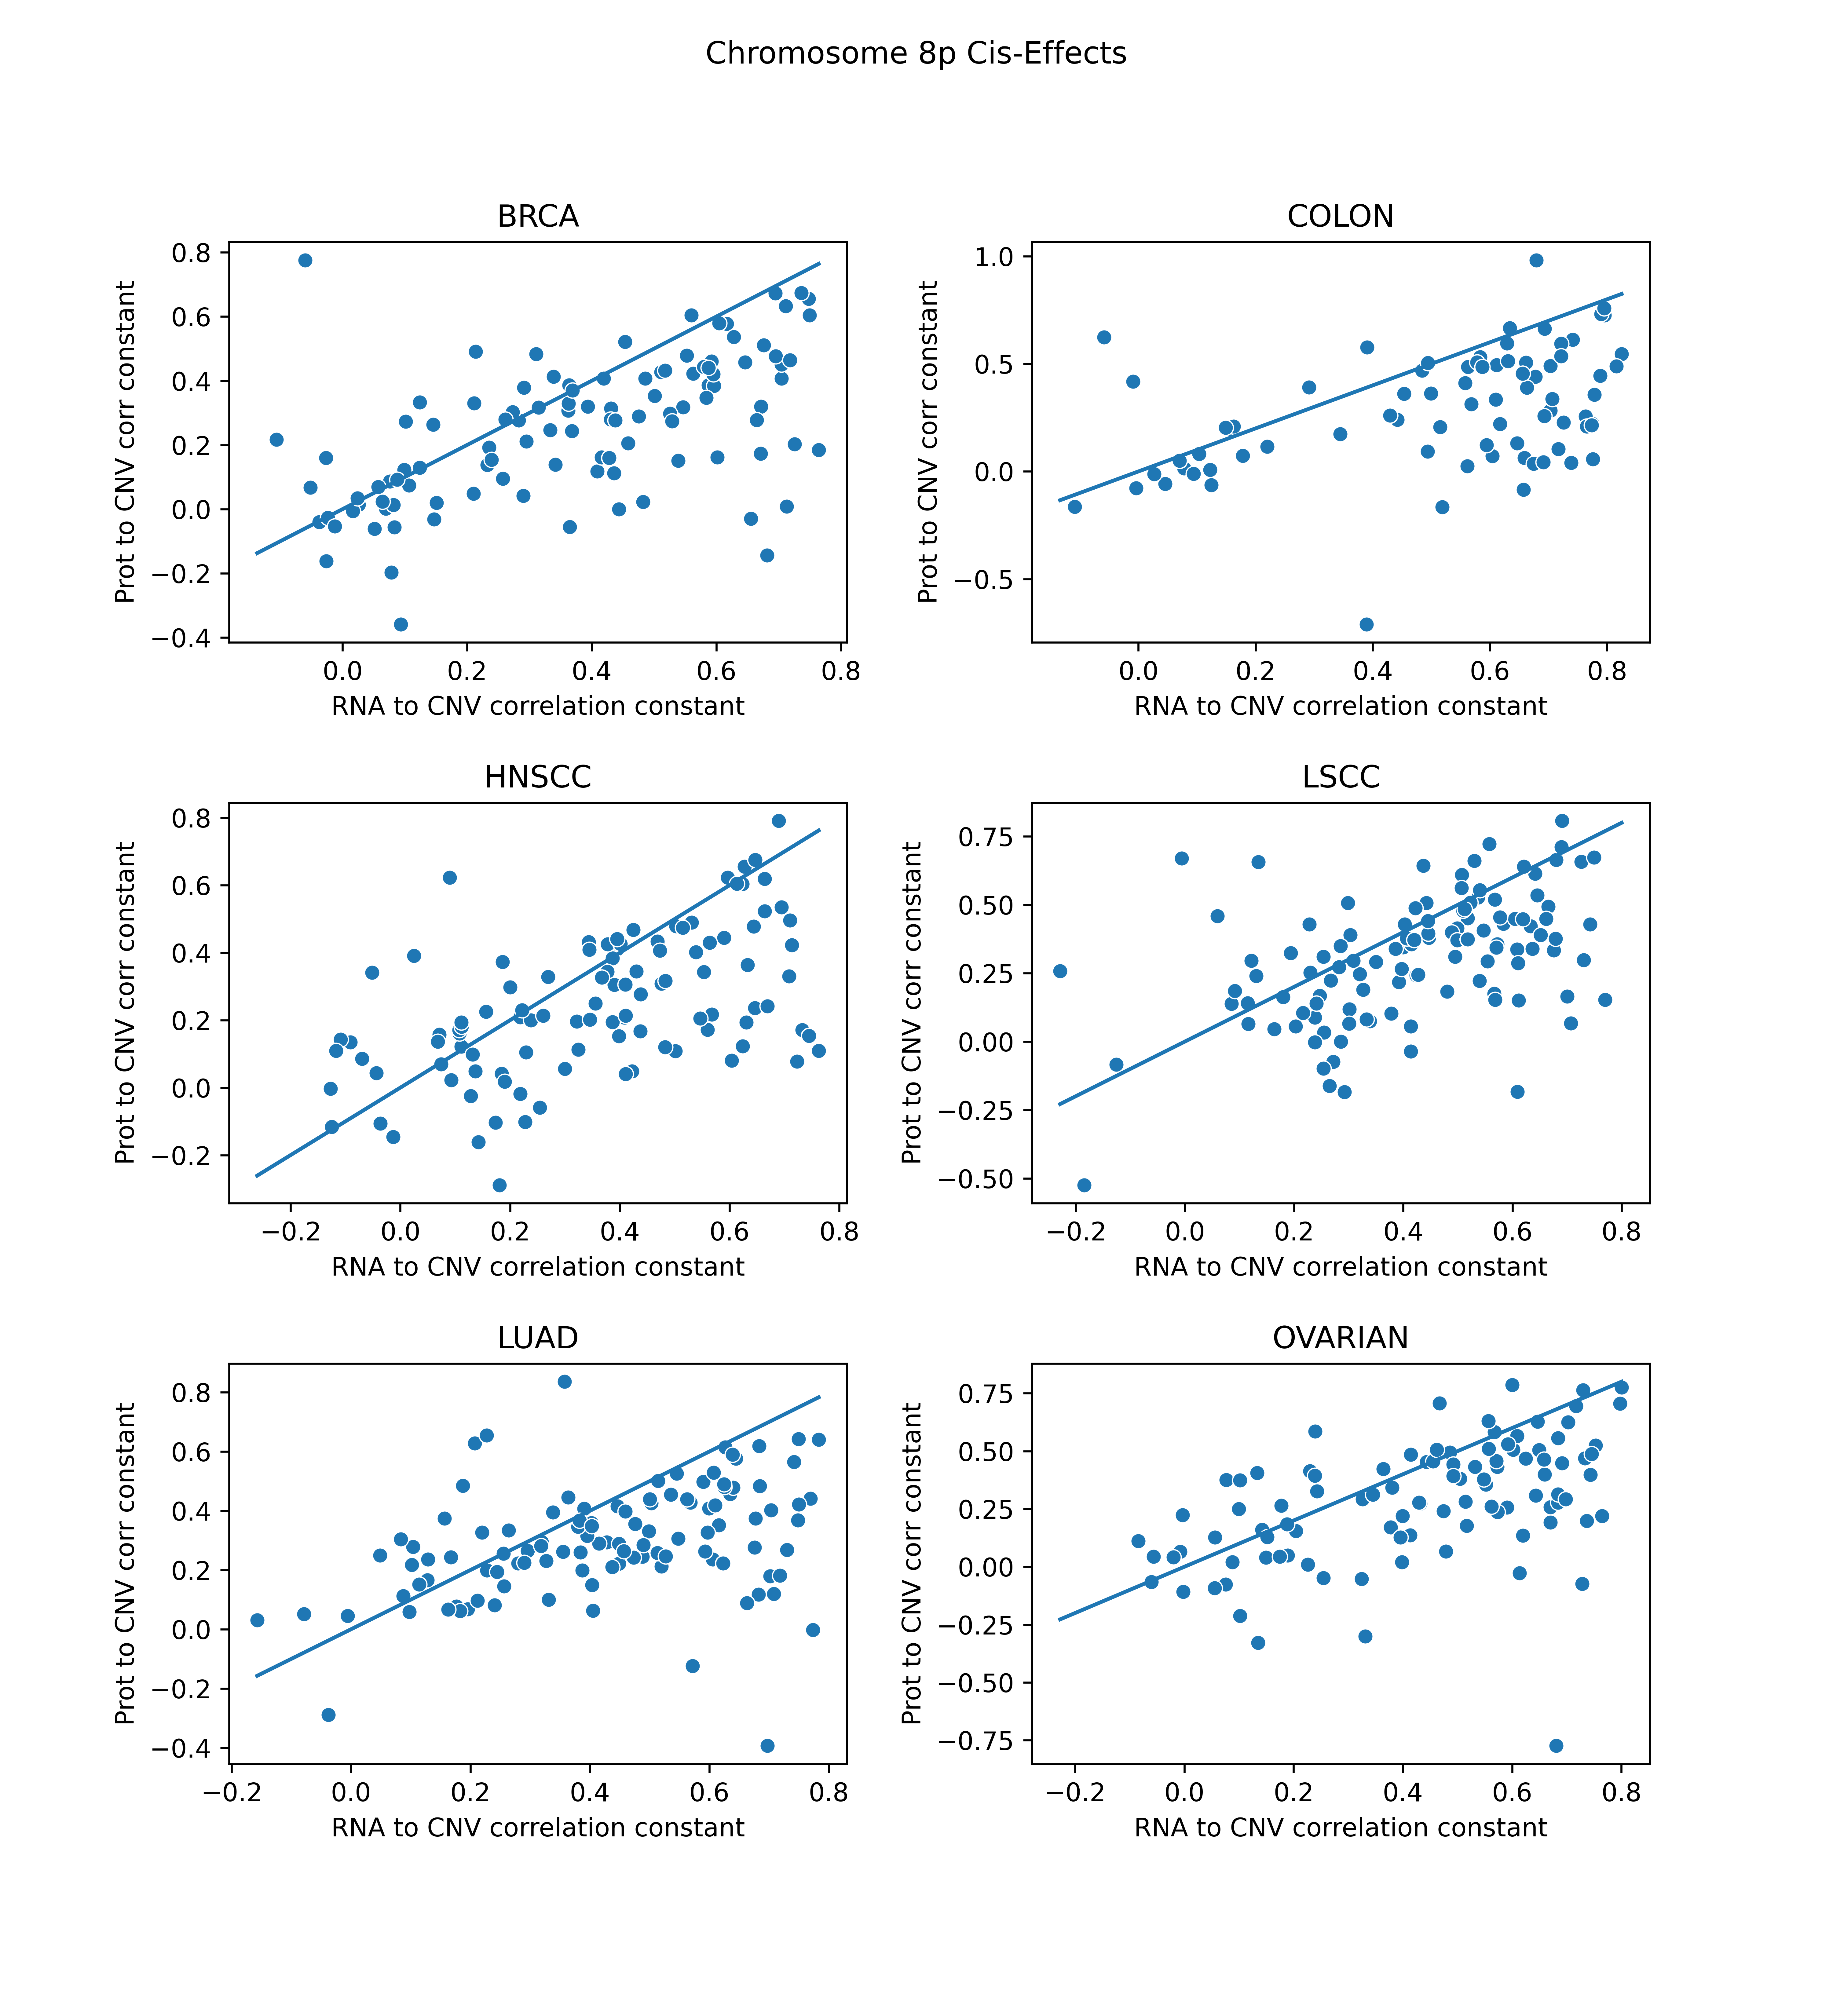 Chromosome 8p Cis-Effects
BRCA
0.8
0.6
0.4
0.2
0.0
−0.2
−0.4
Prot to CNV corr constant
0.0 0.2 0.4 0.6 0.8
RNA to CNV correlation constant
COLON
1.0
0.5
0.0
−0.5
Prot to CNV corr constant
0.0 0.2 0.4 0.6 0.8
RNA to CNV correlation constant
HNSCC
0.8
0.6
0.4
0.2
0.0
−0.2
Prot to CNV corr constant
−0.2 0.0 0.2 0.4 0.6 0.8
RNA to CNV correlation constant
LSCC
0.75
0.50
0.25
0.00
−0.25
−0.50
Prot to CNV corr constant
−0.2 0.0 0.2 0.4 0.6 0.8
RNA to CNV correlation constant
LUAD
0.8
0.6
0.4
0.2
0.0
−0.2
−0.4
Prot to CNV corr constant
−0.2 0.0 0.2 0.4 0.6 0.8
RNA to CNV correlation constant
OVARIAN
0.75
0.50
0.25
0.00
−0.25
−0.50
−0.75
Prot to CNV corr constant
−0.2 0.0 0.2 0.4 0.6 0.8
RNA to CNV correlation constant